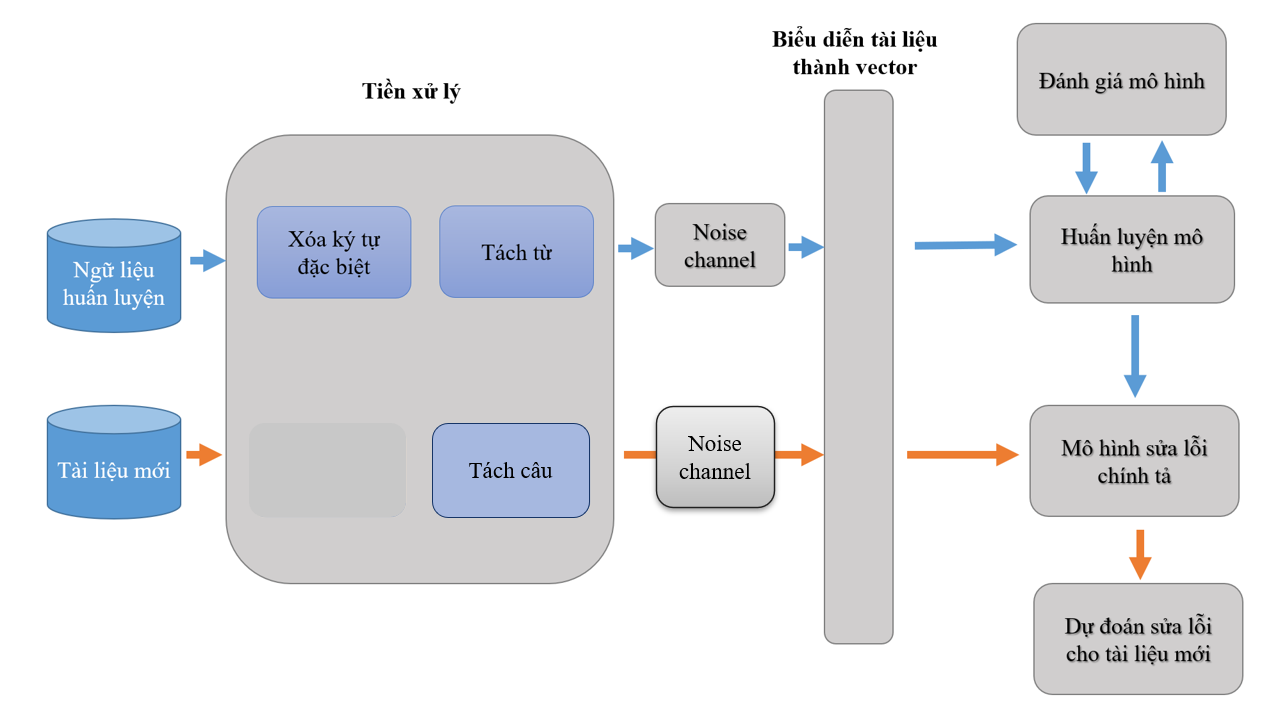 Biểu diễn tài liệu
thành vector
Tiền xử lý
Đánh giá mô hình
Ngữ liệu
huấn luyện
Xóa ký tự
đặc biệt
Tách từ
Noise
channel
Huấn luyện mô
hình
Tài liệu mới
Tách câu
Noise
channel
Mô hình sửa lỗi
chính tả
Dự đoán sửa lỗi
cho tài liệu mới